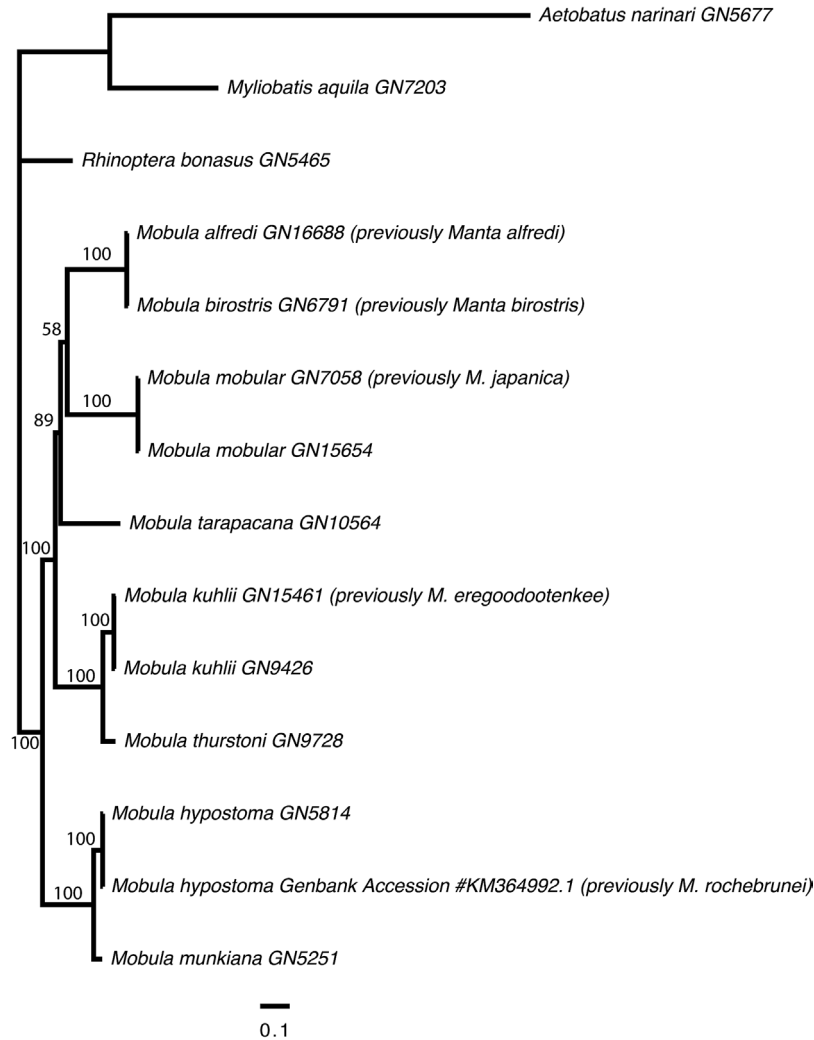 Aetobatus narinari GN5677
Myliobatis aquila GN7203
Rhinoptera bonasus GN5465
Mobula alfredi GN16688 (previously Manta alfredi)
100
Mobula birostris GN6791 (previously Manta birostris)
58
Mobula mobular GN7058 (previously M. japanica)
100
89
Mobula mobular GN15654
Mobula tarapacana GN10564
100
Mobula kuhlii GN15461 (previously M. eregoodootenkee)
100
Mobula kuhlii GN9426
100
Mobula thurstoni GN9728
100
Mobula hypostoma GN5814
100
Mobula hypostoma Genbank Accession #KM364992.1 (previously M. rochebrunei)
100
Mobula munkiana GN5251
0.1